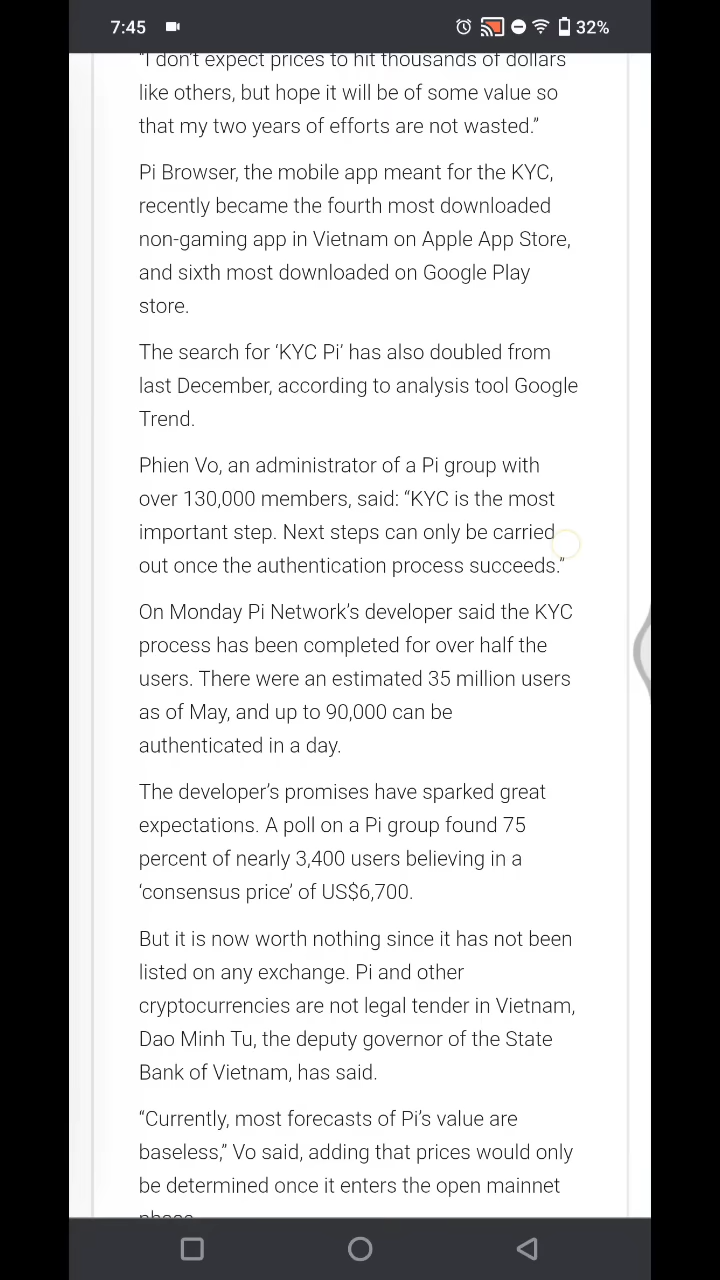 7:45
32%
“I don't expect prices to hit thousands of dollars
like others, but hope it will be of some value so
that my two years of efforts are not wasted.”
Pi Browser, the mobile app meant for the KYC,
recently became the fourth most downloaded
non-gaming app in Vietnam on Apple App Store,
and sixth most downloaded on Google Play
store.
The search for ‘KYC Pi’ has also doubled from
last December, according to analysis tool Google
Trend.
Phien Vo, an administrator of a Pi group with
over 130,000 members, said: “KYC is the most
important step. Next steps can only be carried
out once the authentication process succeeds.”
On Monday Pi Network’s developer said the KYC
process has been completed for over half the
users. There were an estimated 35 million users
as of May, and up to 90,000 can be
authenticated in a day.
The developer’s promises have sparked great
expectations. A poll on a Pi group found 75
percent of nearly 3,400 users believing in a
‘consensus price’ of US$6,700.
But it is now worth nothing since it has not been
listed on any exchange. Pi and other
cryptocurrencies are not legal tender in Vietnam,
Dao Minh Tu, the deputy governor of the State
Bank of Vietnam, has said.
“Currently, most forecasts of Pi’s value are
baseless,” Vo said, adding that prices would only
be determined once it enters the open mainnet
phase.